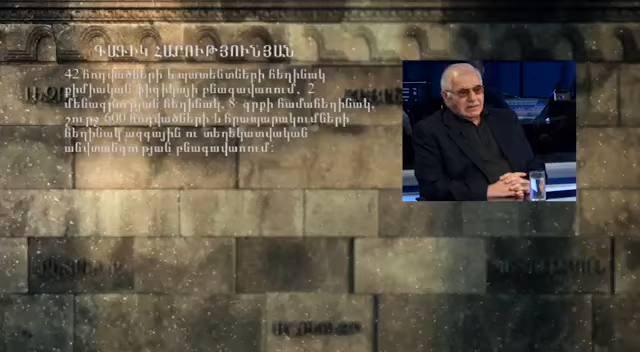 ԳԱԳԻԿ ՀԱՐՈՒԹՅՈՒՆՅԱՆ
42 հոդվածների և պատենտների հեղինակ
քիմիական ֆիզիկայի բնագավառում, 2
մենագրության հեղինակ, 8 գրքի համահեղինակ,
շուրջ 600 հոդվածների և հրապարակումների
հեղինակ ազգային ու տեղեկատվական
անվտանգության բնագավառում: